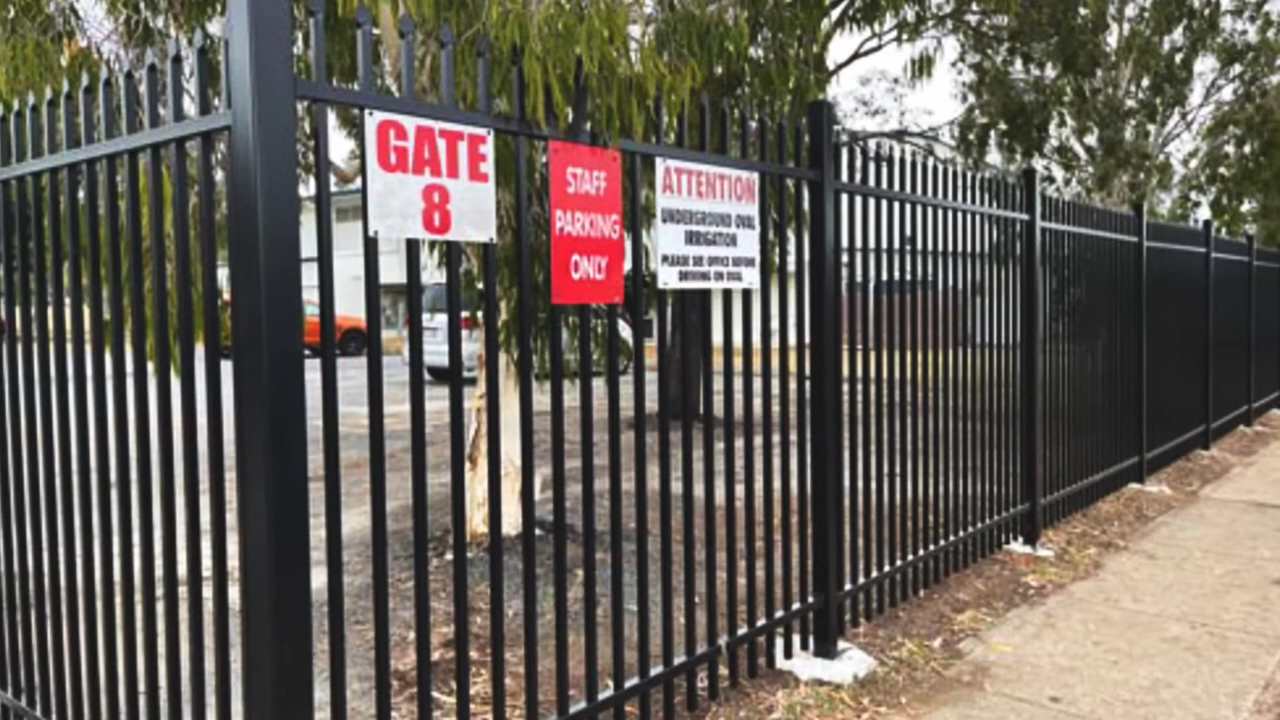 GATE
8
STAFF
PARKING
ONLY
ATTENTION
UNDERGROUND OVAL
IRRIGATION
PLEASE SEE OFFICE BEFORE
DRIVING ON OVAL